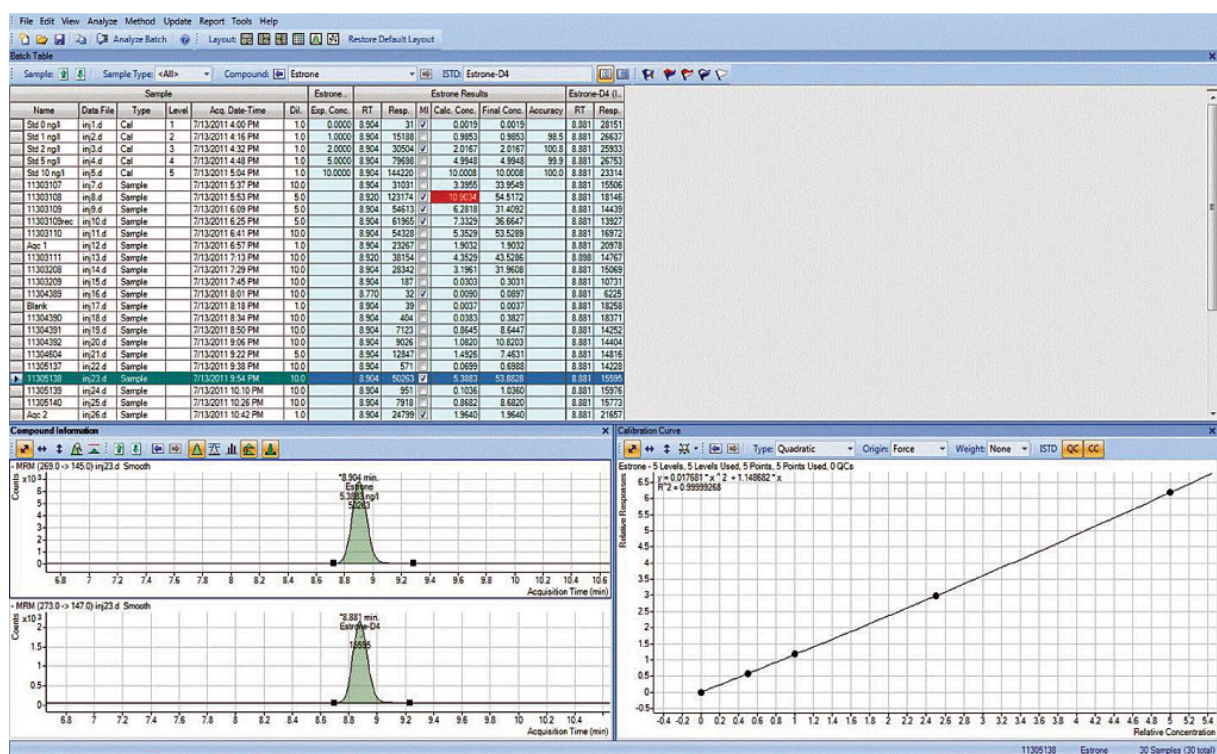 File Edit View Analyze Method Update Report Tools Help
Analyze Batch Layout: Restore Default Layout
Batch Table
Sample: Sample Type: <All> Compound: Estrone ISTD: Estrone-D4
Sample Estrone... Estrone Results Estrone-D4 (I...
Name Data File Type Level Acq. Date-Time Dil. Exp. Conc. RT Resp. MI Calc. Conc. Final Conc. Accuracy RT Resp.
Std 0 ng/l inj1.d Cal 1 7/13/2011 4:00 PM 1.0 0.0000 8.904 31 0.0019 0.0019 8.881 28151
Std 1 ng/l inj2.d Cal 2 7/13/2011 4:16 PM 1.0 1.0000 8.904 15188 0.9853 0.9853 98.5 8.881 26637
Std 2 ng/l inj3.d Cal 3 7/13/2011 4:32 PM 1.0 2.0000 8.904 30504 2.0167 2.0167 100.8 8.881 25933
Std 5 ng/l inj4.d Cal 4 7/13/2011 4:48 PM 1.0 5.0000 8.904 79698 4.9948 4.9948 99.9 8.881 26753
Std 10 ng/l inj5.d Cal 5 7/13/2011 5:04 PM 1.0 10.0000 8.904 144220 10.0008 10.0008 100.0 8.881 23314
11303107 inj7.d Sample 7/13/2011 5:37 PM 10.0 8.904 31031 3.3955 33.9549 8.881 15506
11303108 inj8.d Sample 7/13/2011 5:53 PM 5.0 8.920 123174 10.9034 54.5172 8.881 18146
11303109 inj9.d Sample 7/13/2011 6:09 PM 5.0 8.904 54613 6.2818 31.4092 8.881 14439
11303109rec inj10.d Sample 7/13/2011 6:25 PM 5.0 8.904 61965 7.3329 36.6647 8.881 13927
11303110 inj11.d Sample 7/13/2011 6:41 PM 10.0 8.904 54328 5.3529 53.5289 8.881 16972
Aqc 1 inj12.d Sample 7/13/2011 6:57 PM 1.0 8.904 23267 1.9032 1.9032 8.881 20978
11303111 inj13.d Sample 7/13/2011 7:13 PM 10.0 8.920 38154 4.3529 43.5286 8.898 14767
11303208 inj14.d Sample 7/13/2011 7:29 PM 10.0 8.904 28342 3.1961 31.9608 8.881 15069
11303209 inj15.d Sample 7/13/2011 7:45 PM 10.0 8.904 187 0.0303 0.3031 8.881 10731
11304389 inj16.d Sample 7/13/2011 8:01 PM 10.0 8.770 32 0.0090 0.0897 8.881 6225
Blank inj17.d Sample 7/13/2011 8:18 PM 1.0 8.904 39 0.0037 0.0037 8.881 18258
11304390 inj18.d Sample 7/13/2011 8:34 PM 10.0 8.904 404 0.0383 0.3827 8.881 18371
11304391 inj19.d Sample 7/13/2011 8:50 PM 10.0 8.904 7123 0.8645 8.6447 8.881 14252
11304392 inj20.d Sample 7/13/2011 9:06 PM 10.0 8.904 9026 1.0820 10.8203 8.881 14404
11304604 inj21.d Sample 7/13/2011 9:22 PM 5.0 8.904 12847 1.4926 7.4631 8.881 14816
11305137 inj22.d Sample 7/13/2011 9:38 PM 10.0 8.904 571 0.0699 0.6988 8.881 14228
11305138 inj23.d Sample 7/13/2011 9:54 PM 10.0 8.904 50263 5.3883 53.8828 8.881 15595
11305139 inj24.d Sample 7/13/2011 10:10 PM 10.0 8.904 951 0.1036 1.0360 8.881 15976
11305140 inj25.d Sample 7/13/2011 10:26 PM 10.0 8.904 7918 0.8682 8.6820 8.881 15773
Aqc 2 inj26.d Sample 7/13/2011 10:42 PM 1.0 8.904 24799 1.9640 1.9640 8.881 21657
Compound Information
- MRM (269.0 -> 145.0) inj23.d Smooth
Counts x10 3
6
5
4
3
2
1
0
*8.904 min.
Estrone
5.3883 ng/l
50263
6.8 7 7.2 7.4 7.6 7.8 8 8.2 8.4 8.6 8.8 9 9.2 9.4 9.6 9.8 10 10.2 10.4 10.6
Acquisition Time (min)
- MRM (273.0 -> 147.0) inj23.d Smooth
Counts x10 3
2
1.5
1
0.5
0
*8.881 min.
Estrone-D4
15595
6.8 7 7.2 7.4 7.6 7.8 8 8.2 8.4 8.6 8.8 9 9.2 9.4 9.6 9.8 10 10.2 10.4
Acquisition Time (min)
Calibration Curve
Type: Quadratic Origin: Force Weight: None ISTD QC CC
Estrone - 5 Levels, 5 Levels Used, 5 Points, 5 Points Used, 0 QCs
y = 0.017681 * x ^ 2 + 1.148682 * x
R^2 = 0.99999268
Relative Responses
6.5
6
5.5
5
4.5
4
3.5
3
2.5
2
1.5
1
0.5
0
-0.5
-0.4 -0.2 0 0.2 0.4 0.6 0.8 1 1.2 1.4 1.6 1.8 2 2.2 2.4 2.6 2.8 3 3.2 3.4 3.6 3.8 4 4.2 4.4 4.6 4.8 5 5.2 5.4
Relative Concentration
11305138 Estrone 30 Samples (30 total)